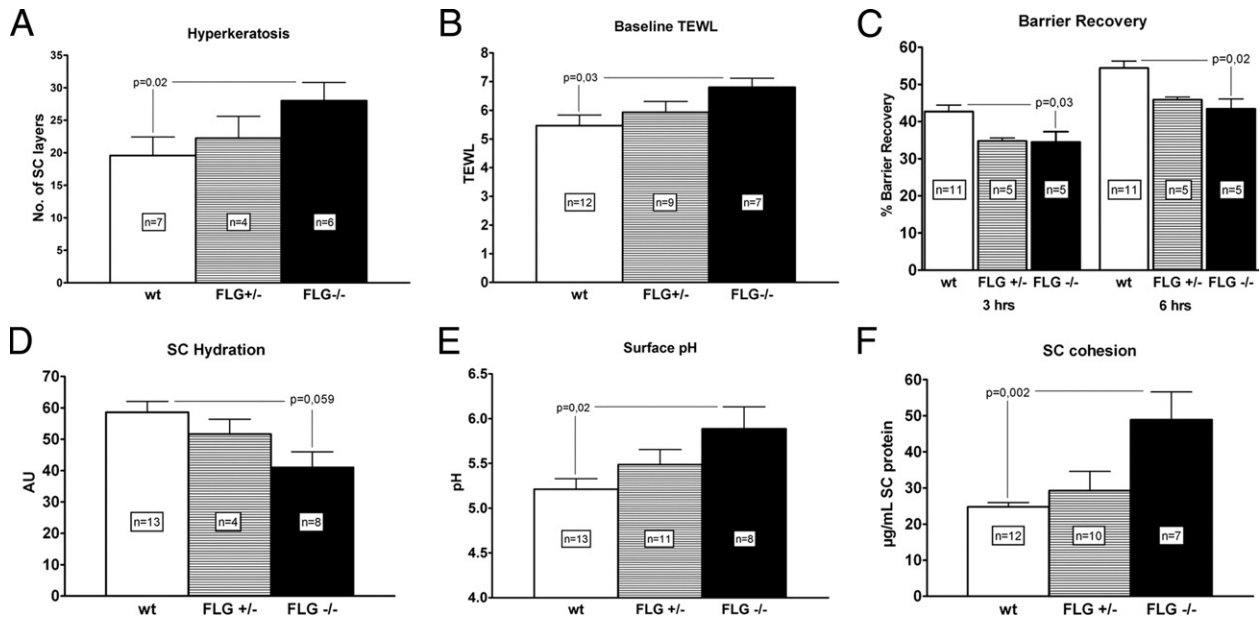 A
Hyperkeratosis
No. of SC layers
35
30
25
20
15
10
5
0
p=0.02
n=7
n=4
n=6
wt
FLG+/-
FLG-/-
B
Baseline TEWL
TEWL
8
7
6
5
4
3
2
1
0
p=0,03
n=12
n=9
n=7
wt
FLG+/-
FLG-/-
C
Barrier Recovery
% Barrier Recovery
60
50
40
30
20
10
0
p=0,03
p=0,02
n=11
n=5
n=5
n=11
n=5
n=5
wt
FLG +/-
FLG -/-
wt
FLG +/-
FLG -/-
3 hrs
6 hrs
D
SC Hydration
AU
70
60
50
40
30
20
10
0
p=0,059
n=13
n=4
n=8
wt
FLG +/-
FLG -/-
E
Surface pH
pH
6.5
6.0
5.5
5.0
4.5
4.0
p=0,02
n=13
n=11
n=8
wt
FLG +/-
FLG -/-
F
SC cohesion
µg/mL SC protein
60
50
40
30
20
10
0
p=0,002
n=12
n=10
n=7
wt
FLG +/-
FLG -/-